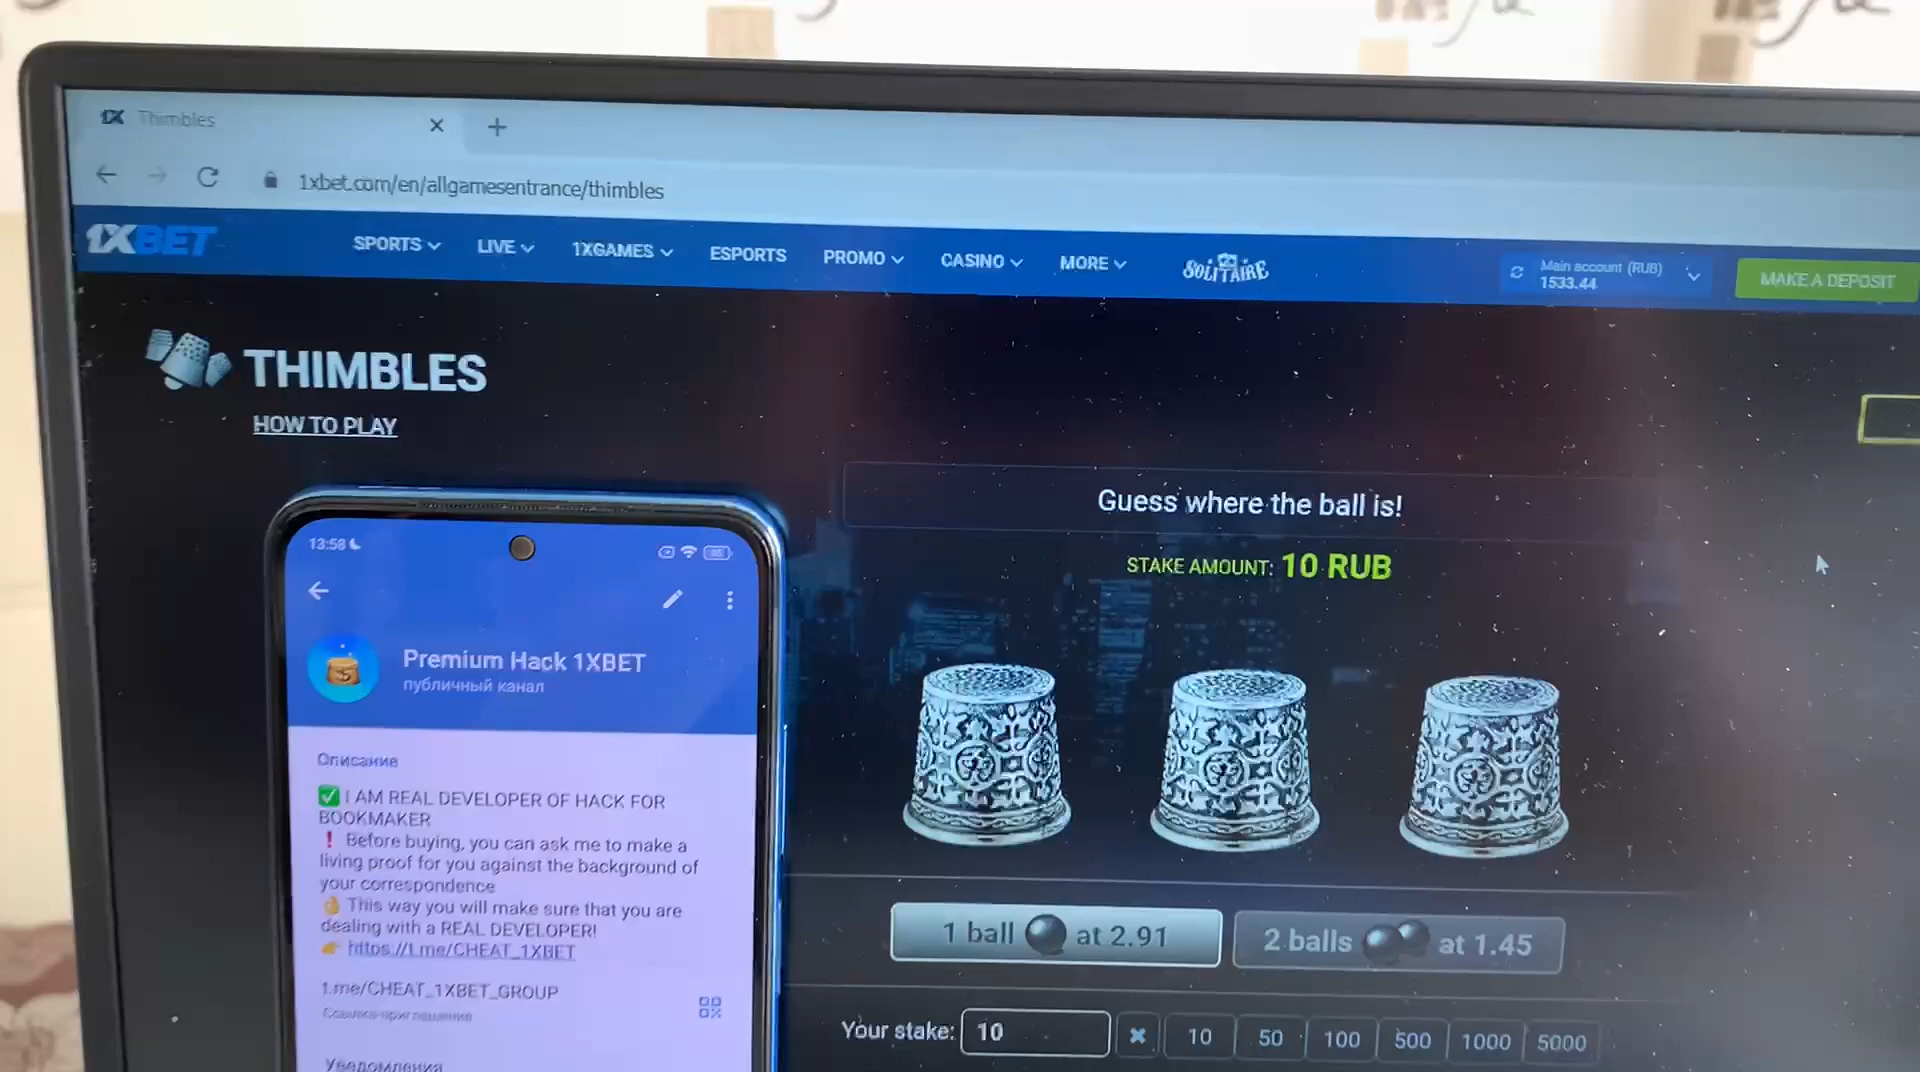 1X Thimbles
1xbet.com/en/allgamesentrance/thimbles
1XBET
SPORTS
LIVE
1XGAMES
ESPORTS
PROMO
CASINO
MORE
SOLITAIRE
Main account (RUB)
1533.44
MAKE A DEPOSIT
THIMBLES
HOW TO PLAY
Guess where the ball is!
STAKE AMOUNT: 10 RUB
1 ball at 2.91
2 balls at 1.45
Your stake: 10
10
50
100
500
1000
5000
13:58
Premium Hack 1XBET
публичный канал
Описание
✅ I AM REAL DEVELOPER OF HACK FOR
BOOKMAKER
❗ Before buying, you can ask me to make a
living proof for you against the background of
your correspondence
👌 This way you will make sure that you are
dealing with a REAL DEVELOPER!
👉 https://t.me/CHEAT_1XBET
t.me/CHEAT_1XBET_GROUP
Ссылка-приглашение
Уведомления